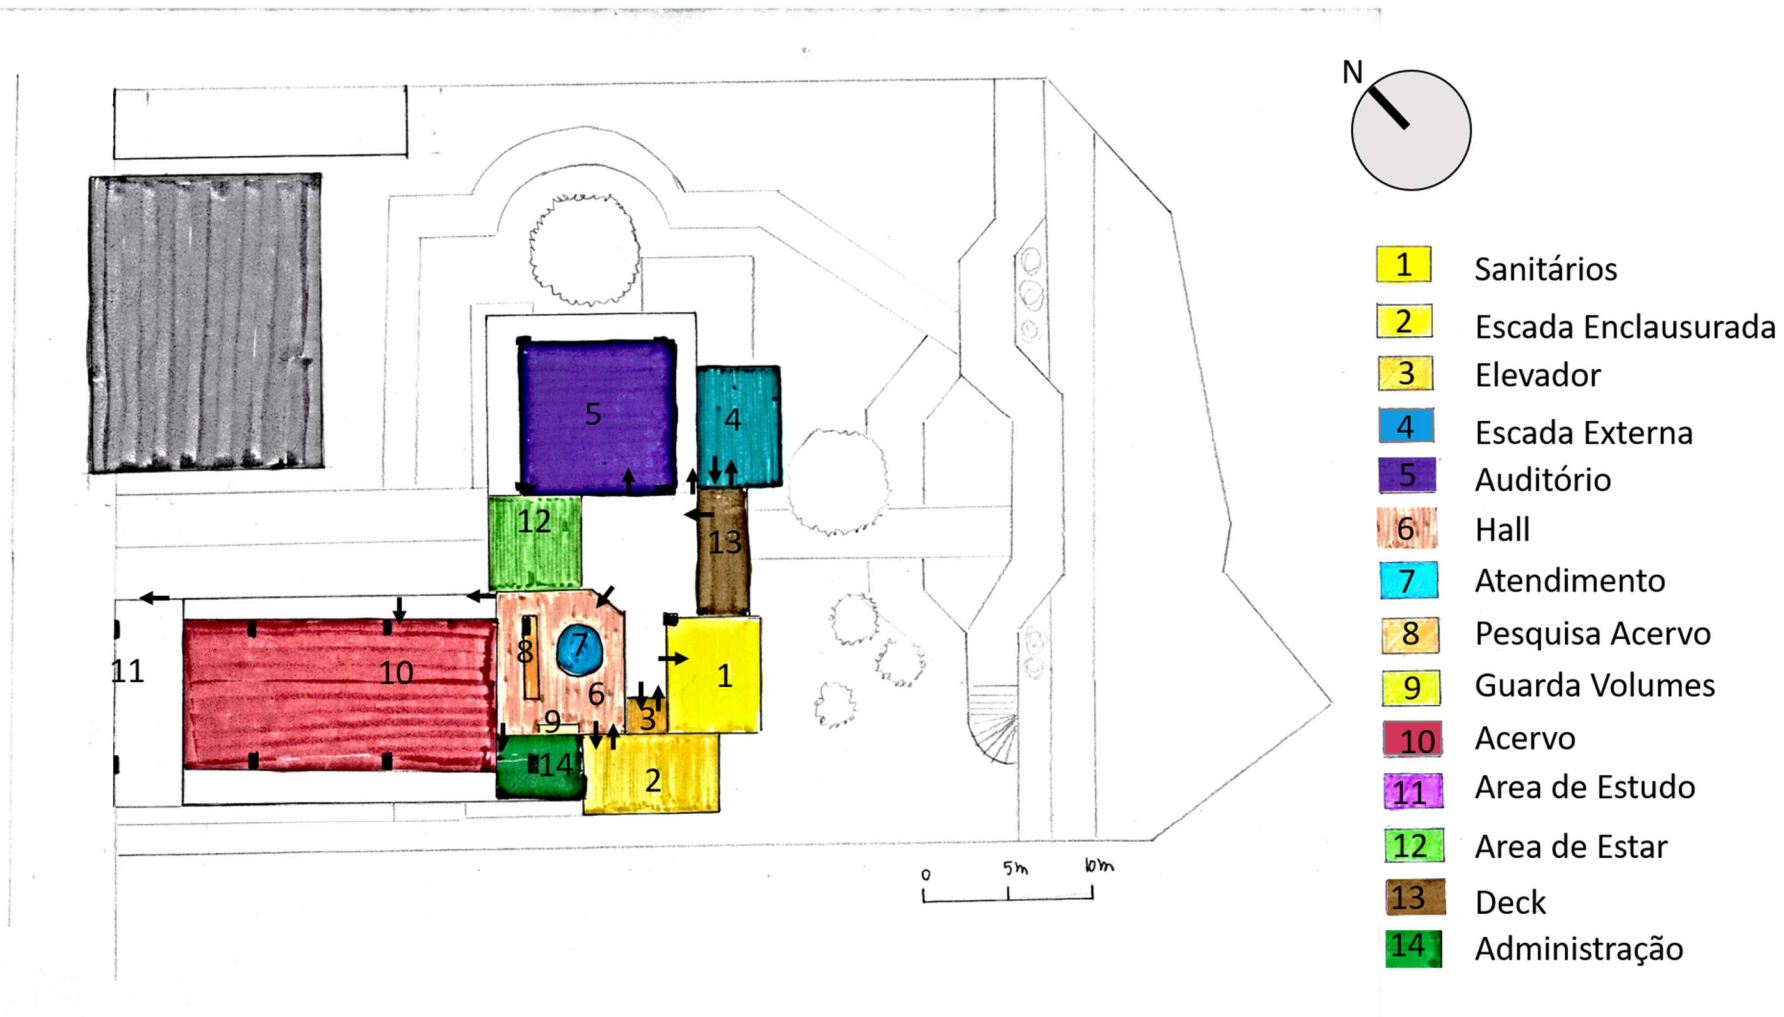 N
1 Sanitários
2 Escada Enclausurada
3 Elevador
4 Escada Externa
5 Auditório
6 Hall
7 Atendimento
8 Pesquisa Acervo
9 Guarda Volumes
10 Acervo
11 Area de Estudo
12 Area de Estar
13 Deck
14 Administração
5
4
12
13
8
7
11
10
6
1
9
3
14
2
0 5m 10m